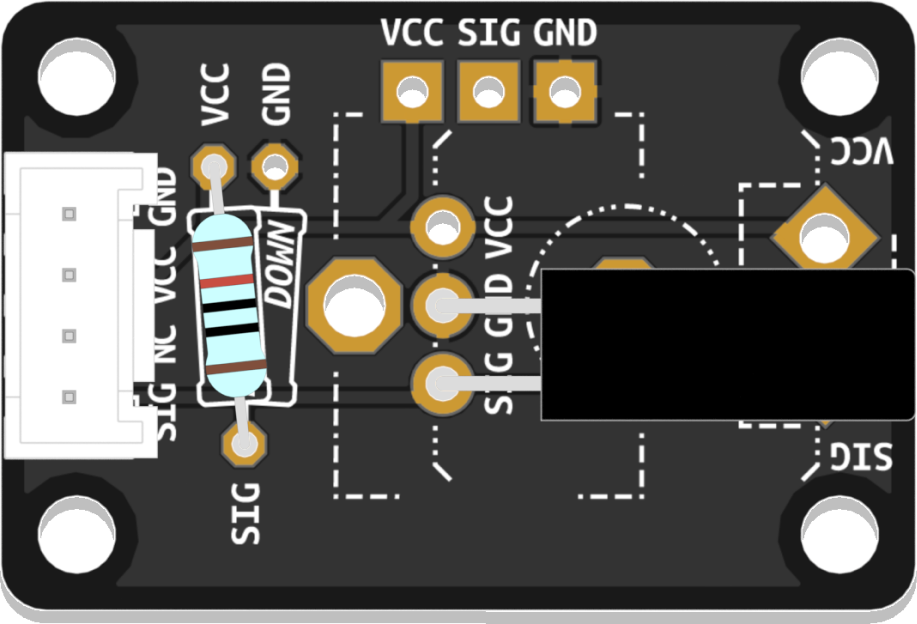 VCC SIG GND
VCC
GND
VCC
GND
VCC
NC
SIG
DOWN
VCC
GND
SIG
SIG
SIG